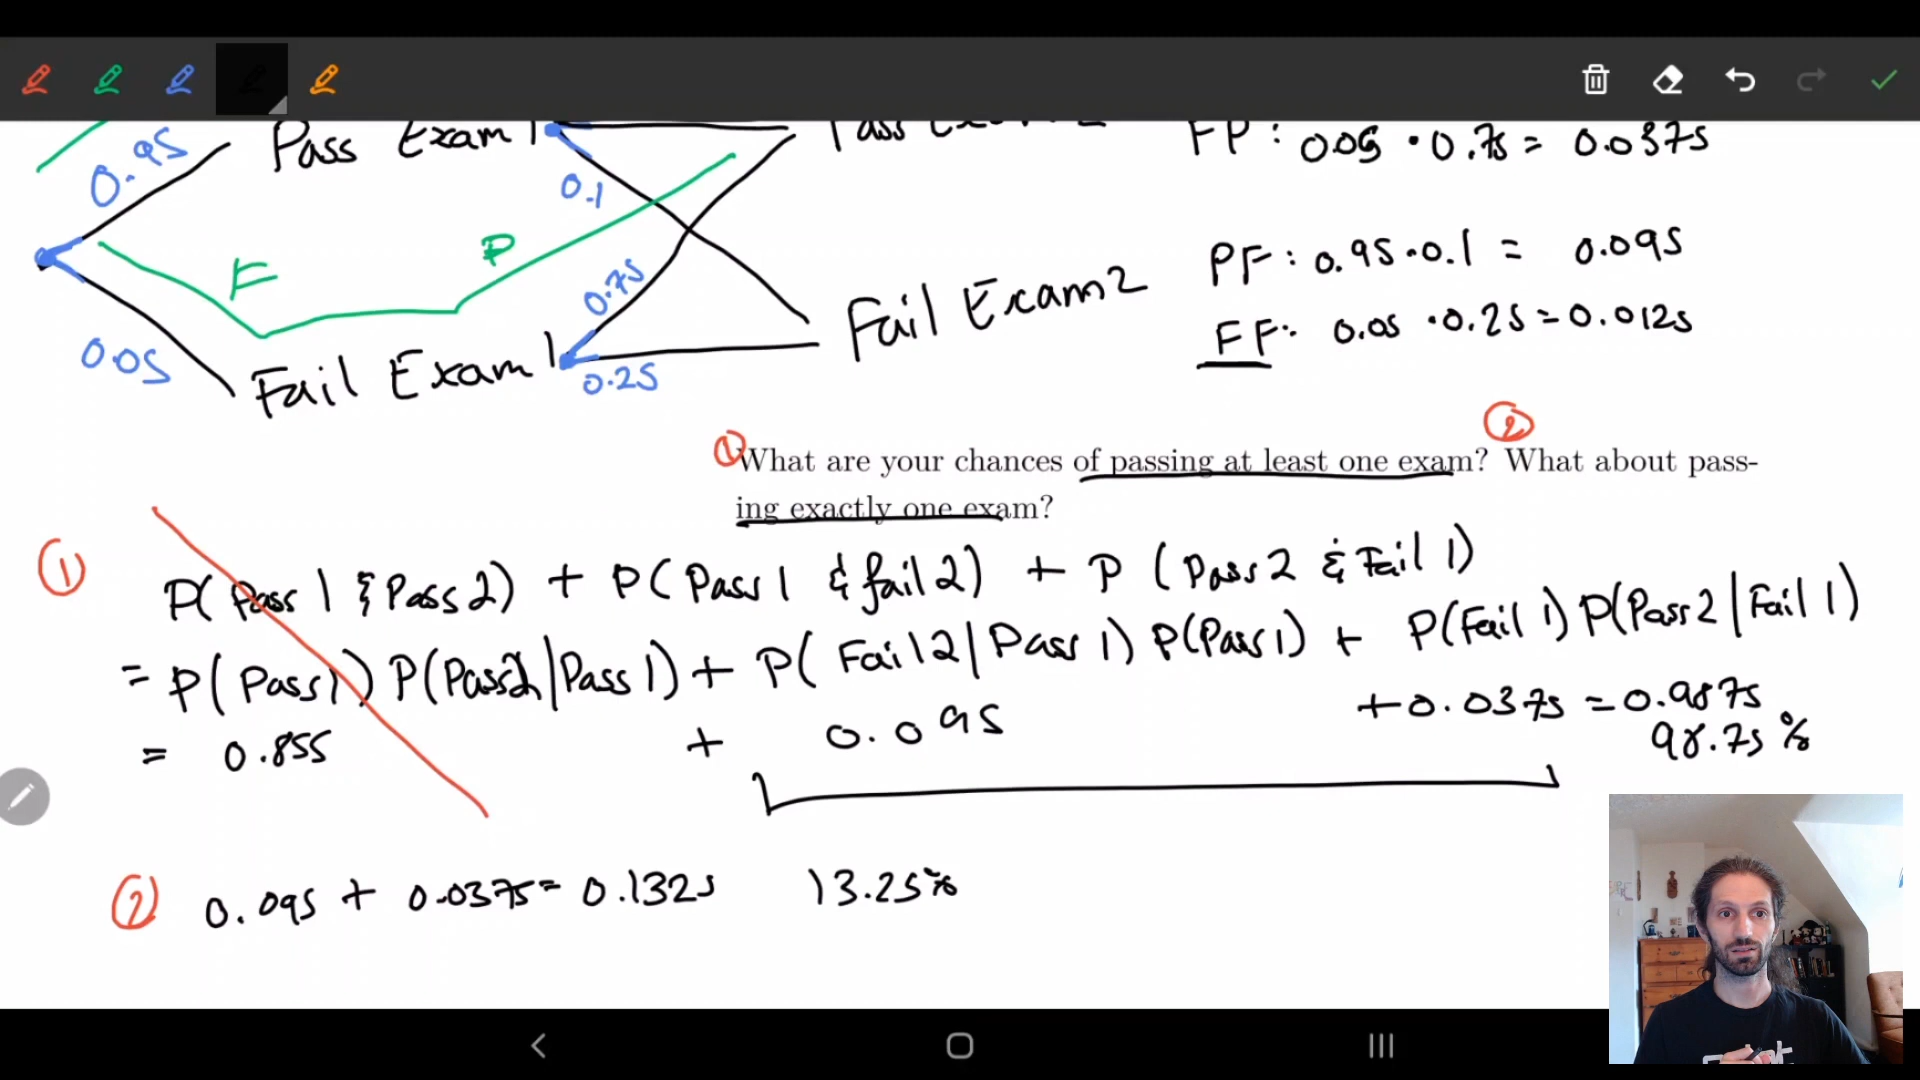 0.95
Pass Exam 1
0.1
FP: 0.05 · 0.75 = 0.0375
F
P
0.75
PF: 0.95 · 0.1 = 0.095
0.05
Fail Exam 1
0.25
Fail Exam 2
FF: 0.05 · 0.25 = 0.0125
① What are your chances of passing at least one exam? ② What about pass-
ing exactly one exam?
① P(Pass 1 & Pass 2) + P(Pass 1 & fail 2) + P(Pass 2 & Fail 1)
= P(Pass 1) P(Pass 2|Pass 1) + P(Fail 2|Pass 1) P(Pass 1) + P(Fail 1) P(Pass 2|Fail 1)
= 0.855 + 0.095 + 0.0375 = 0.9875
98.75 %
② 0.095 + 0.0375 = 0.1325 13.25%